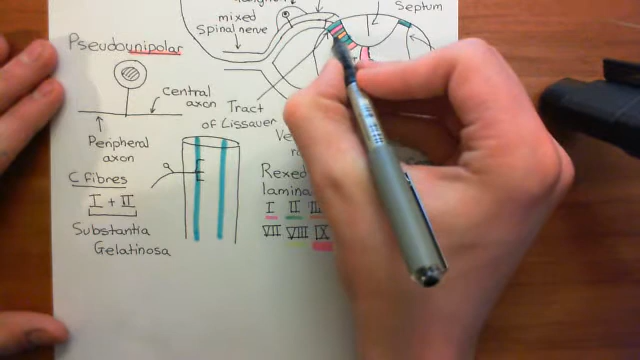 mixed
Spinal nerve
Septum
Pseudounipolar
Central
axon
Tract
of Lissauer
Peripheral
axon
C fibres
I + II
Substantia
Gelatinosa
Rexed
lamina
I II
VII VIII IX